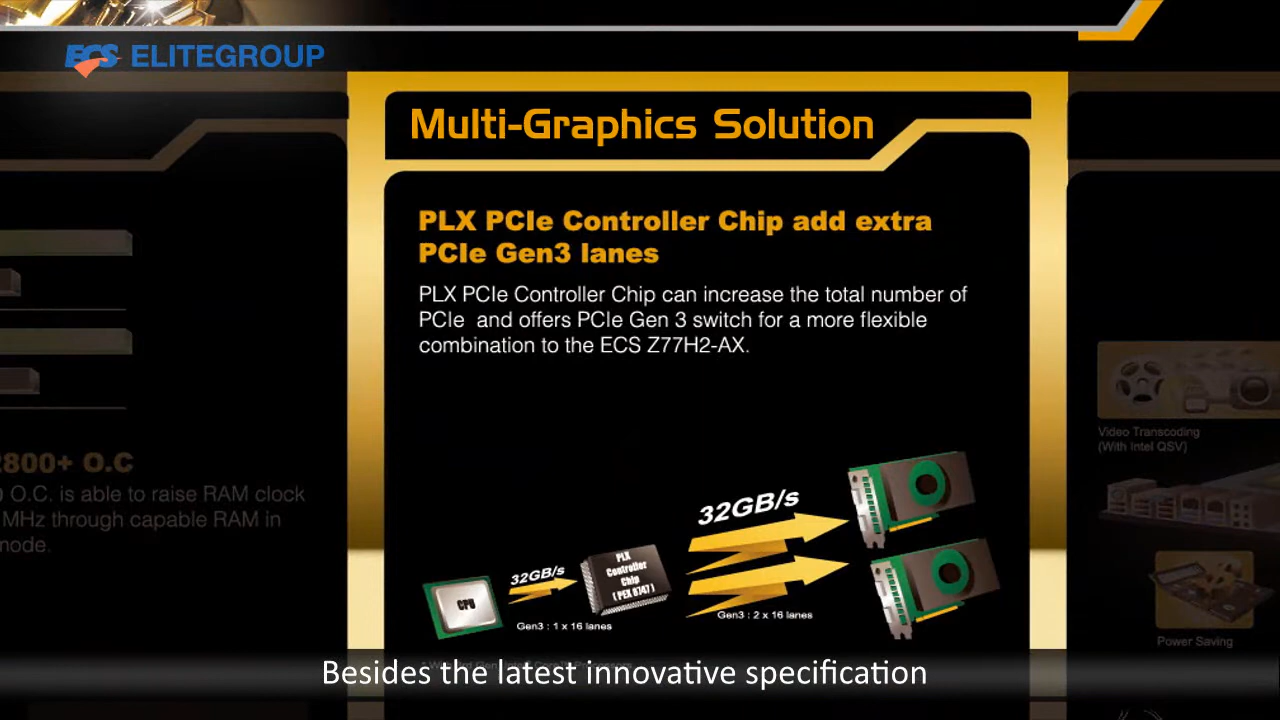 ECS ELITEGROUP
Multi-Graphics Solution
PLX PCIe Controller Chip add extra
PCIe Gen3 lanes
PLX PCIe Controller Chip can increase the total number of
PCIe and offers PCIe Gen 3 switch for a more flexible
combination to the ECS Z77H2-AX.
2800+ O.C
O.C. is able to raise RAM clock
MHz through capable RAM in
node.
Video Transcoding
(With Intel QSV)
Power Saving
32GB/s
32GB/s
PLX
Controller
Chip
( PEX 8747 )
CPU
Gen3 : 1 x 16 lanes
Gen3 : 2 x 16 lanes
Besides the latest innovative specification